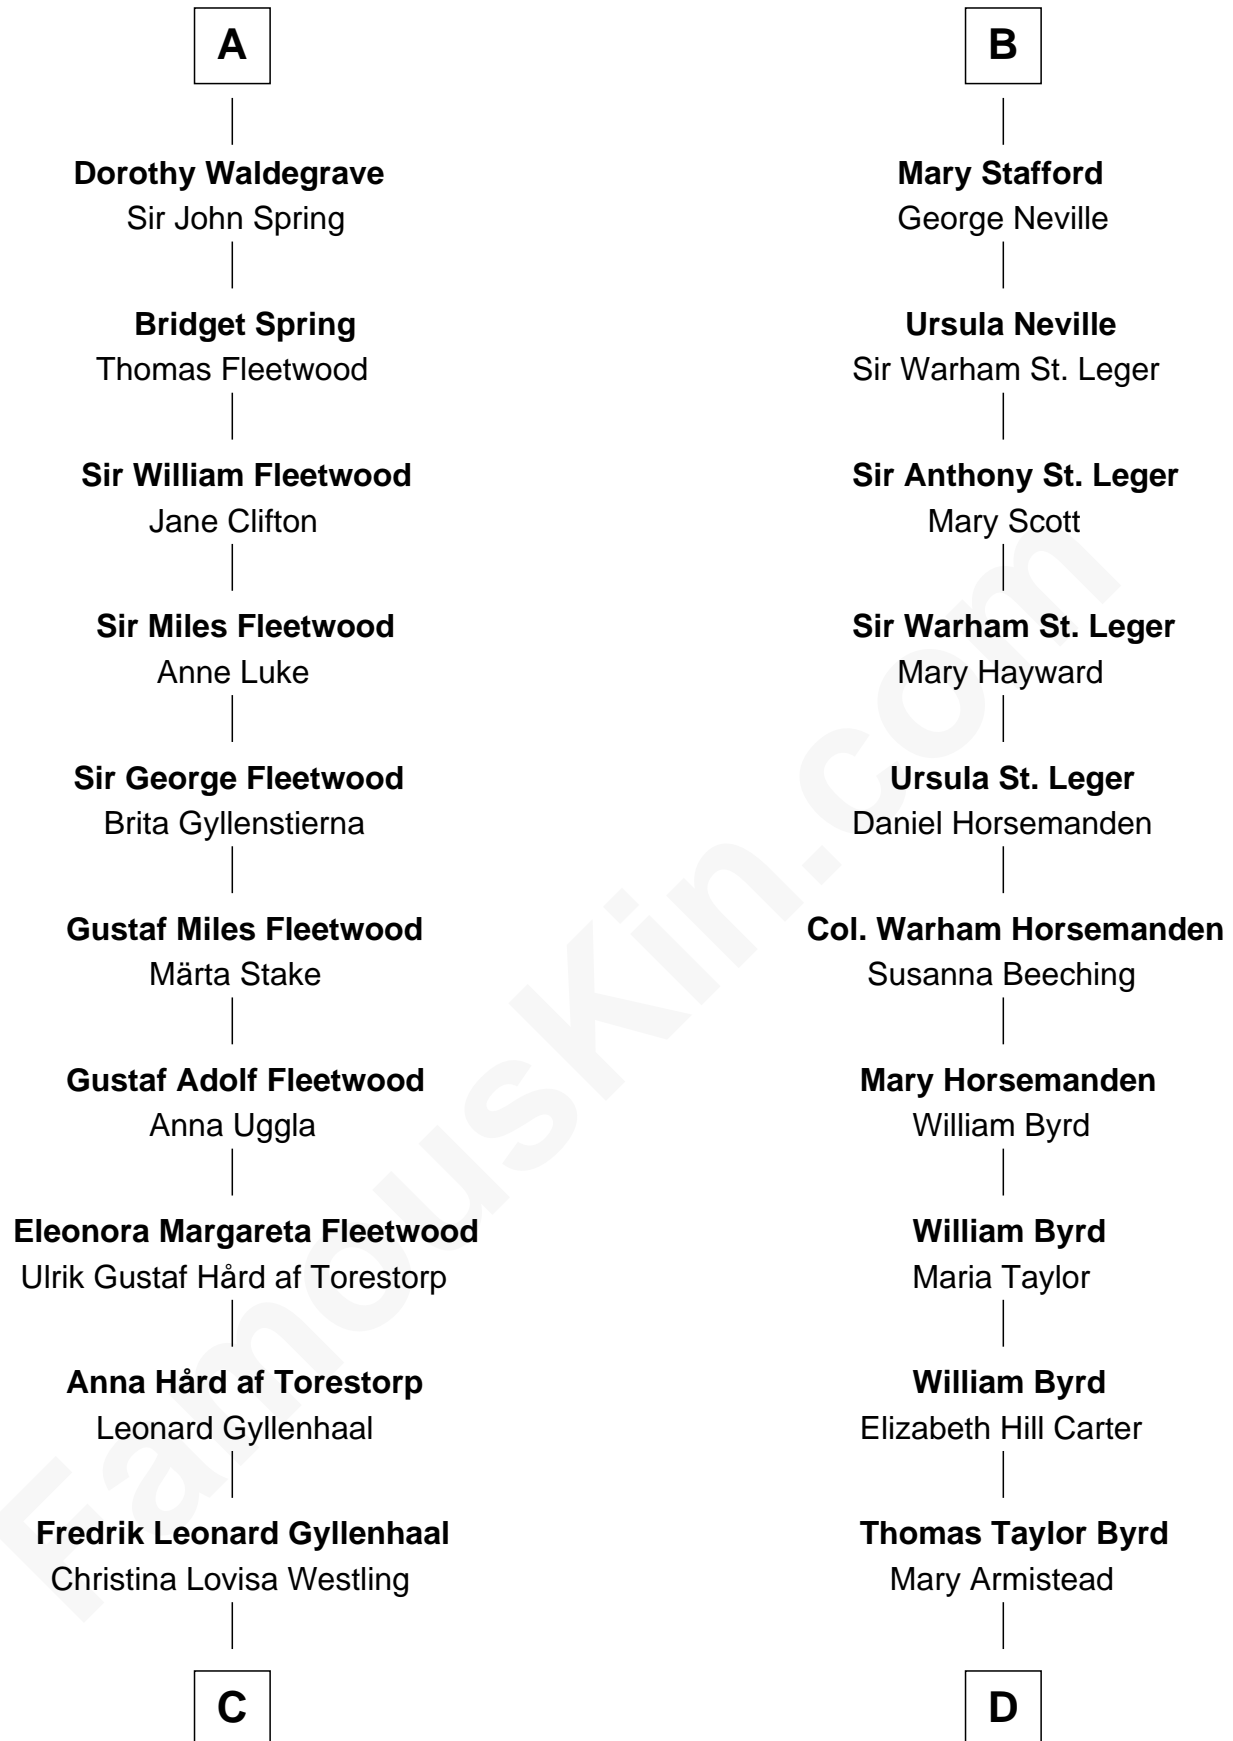 A
Dorothy Waldegrave
Sir John Spring
Bridget Spring
Thomas Fleetwood
Sir William Fleetwood
Jane Clifton
Sir Miles Fleetwood
Anne Luke
Sir George Fleetwood
Brita Gyllenstierna
Gustaf Miles Fleetwood
Märta Stake
Gustaf Adolf Fleetwood
Anna Uggla
Eleonora Margareta Fleetwood
Ulrik Gustaf Hård af Torestorp
Anna Hård af Torestorp
Leonard Gyllenhaal
Fredrik Leonard Gyllenhaal
Christina Lovisa Westling
C
B
Mary Stafford
George Neville
Ursula Neville
Sir Warham St. Leger
Sir Anthony St. Leger
Mary Scott
Sir Warham St. Leger
Mary Hayward
Ursula St. Leger
Daniel Horsemanden
Col. Warham Horsemanden
Susanna Beeching
Mary Horsemanden
William Byrd
William Byrd
Maria Taylor
William Byrd
Elizabeth Hill Carter
Thomas Taylor Byrd
Mary Armistead
D
FamousKin.com